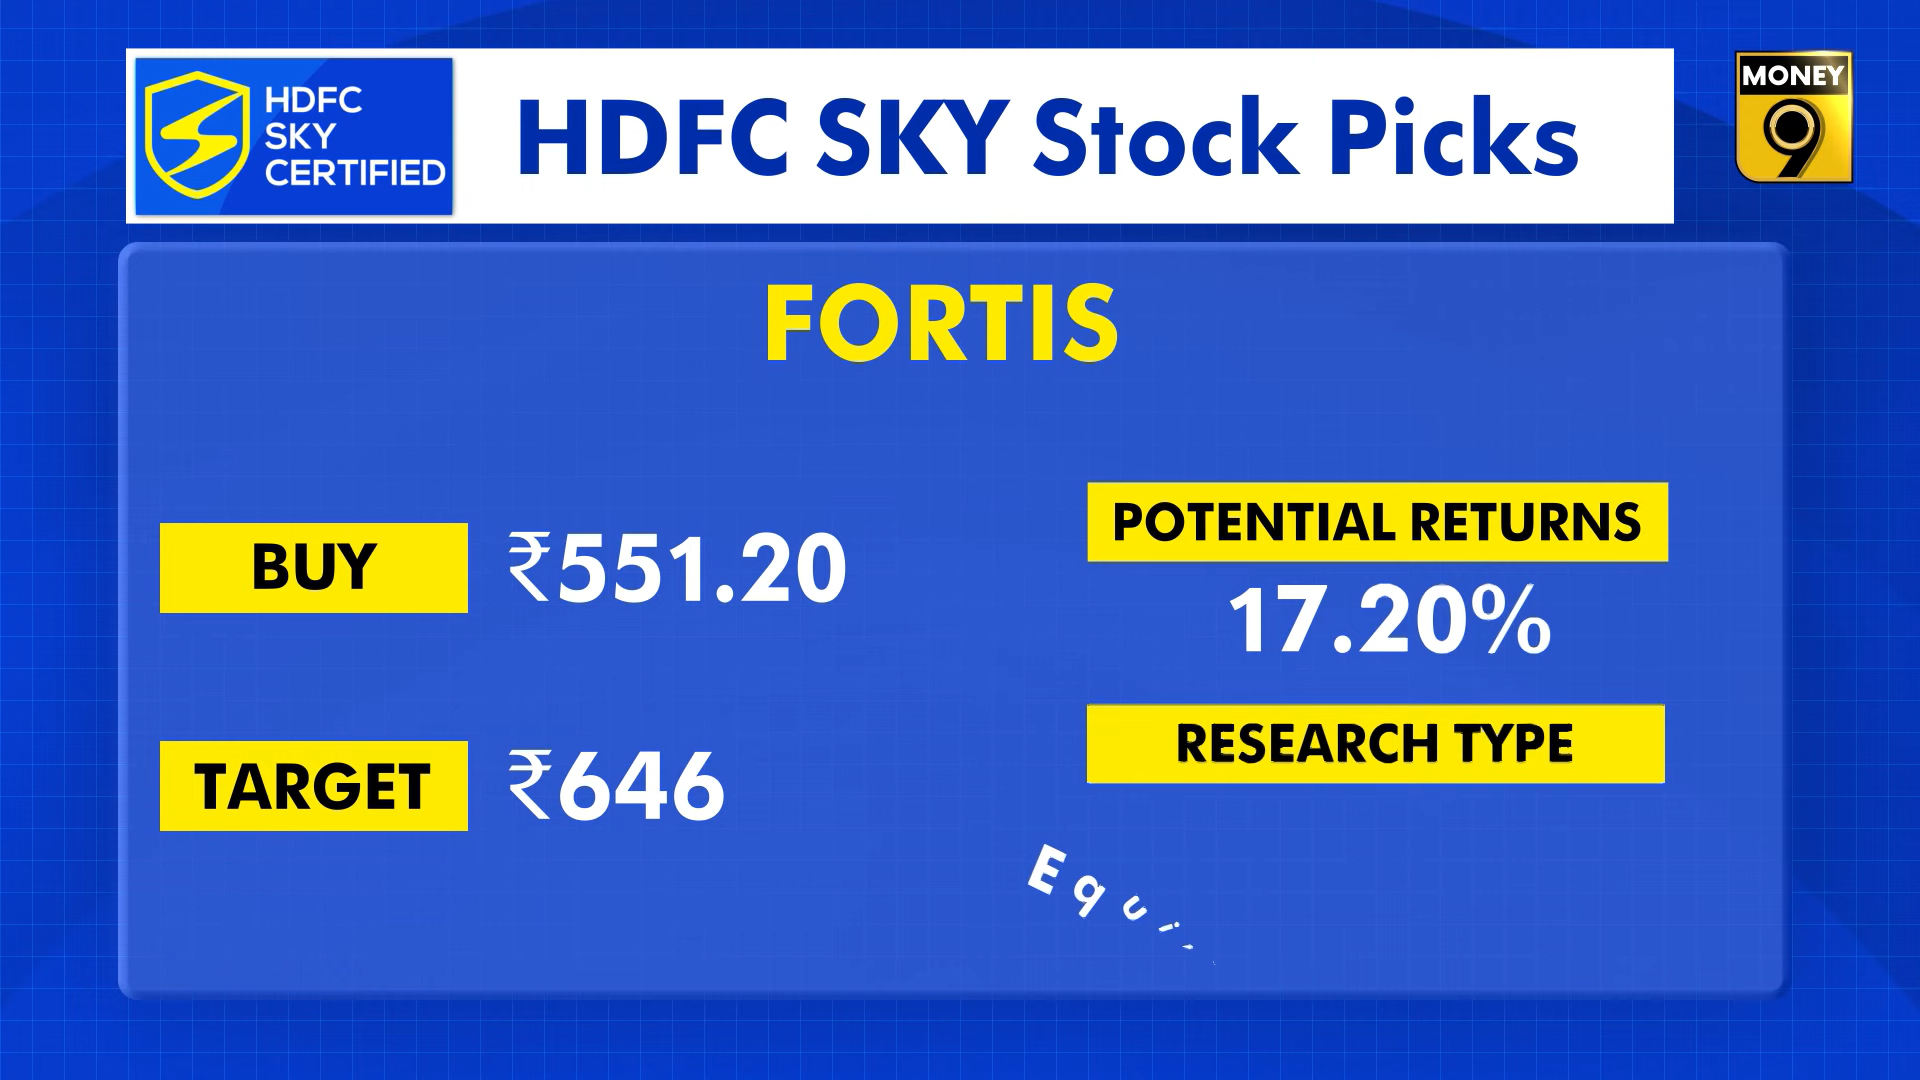 HDFC
SKY
CERTIFIED
HDFC SKY Stock Picks
MONEY
9
FORTIS
BUY ₹551.20
TARGET ₹646
POTENTIAL RETURNS
17.20%
RESEARCH TYPE
Equi